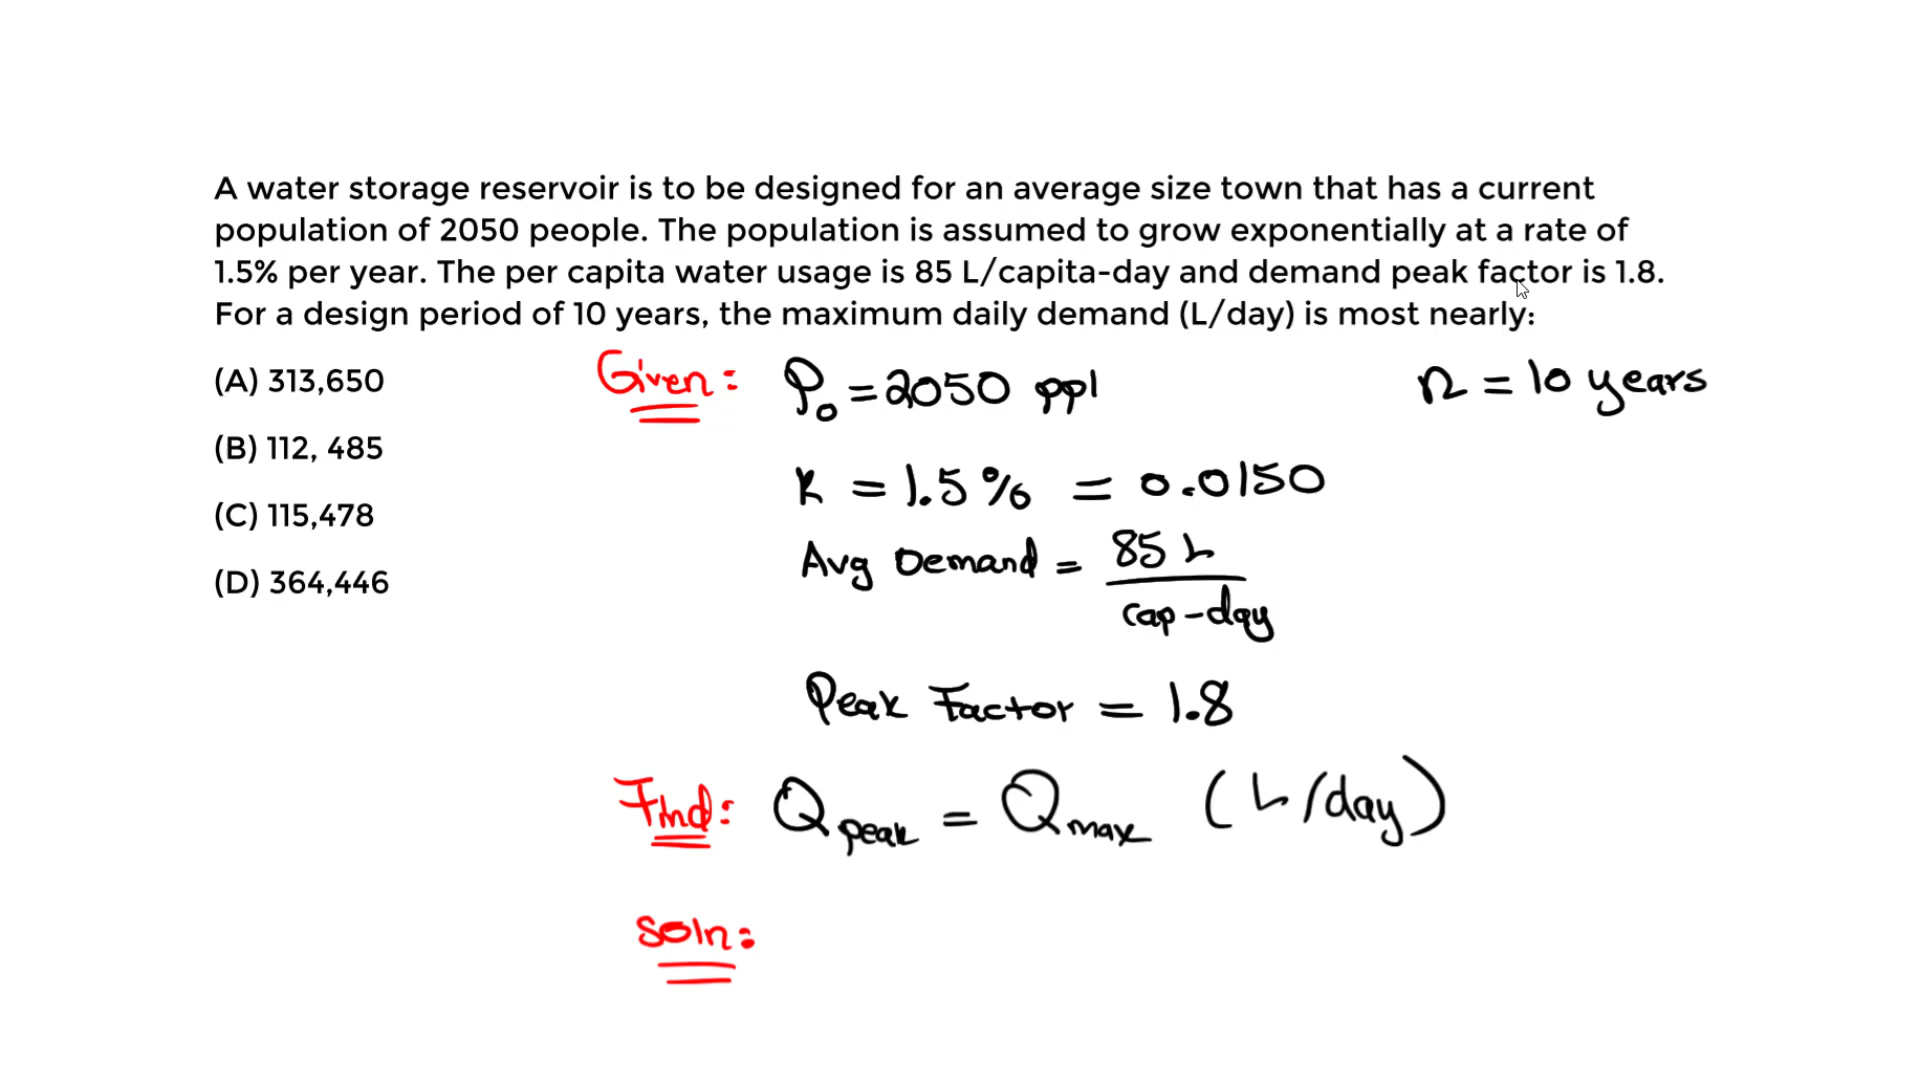 A water storage reservoir is to be designed for an average size town that has a current
population of 2050 people. The population is assumed to grow exponentially at a rate of
1.5% per year. The per capita water usage is 85 L/capita-day and demand peak factor is 1.8.
For a design period of 10 years, the maximum daily demand (L/day) is most nearly:
(A) 313,650
(B) 112, 485
(C) 115,478
(D) 364,446
Given: P₀ = 2050 ppl n = 10 years
K = 1.5% = 0.0150
Avg Demand = 85 L / cap-day
Peak Factor = 1.8
Find: Qpeak = Qmax (L/day)
Soln: